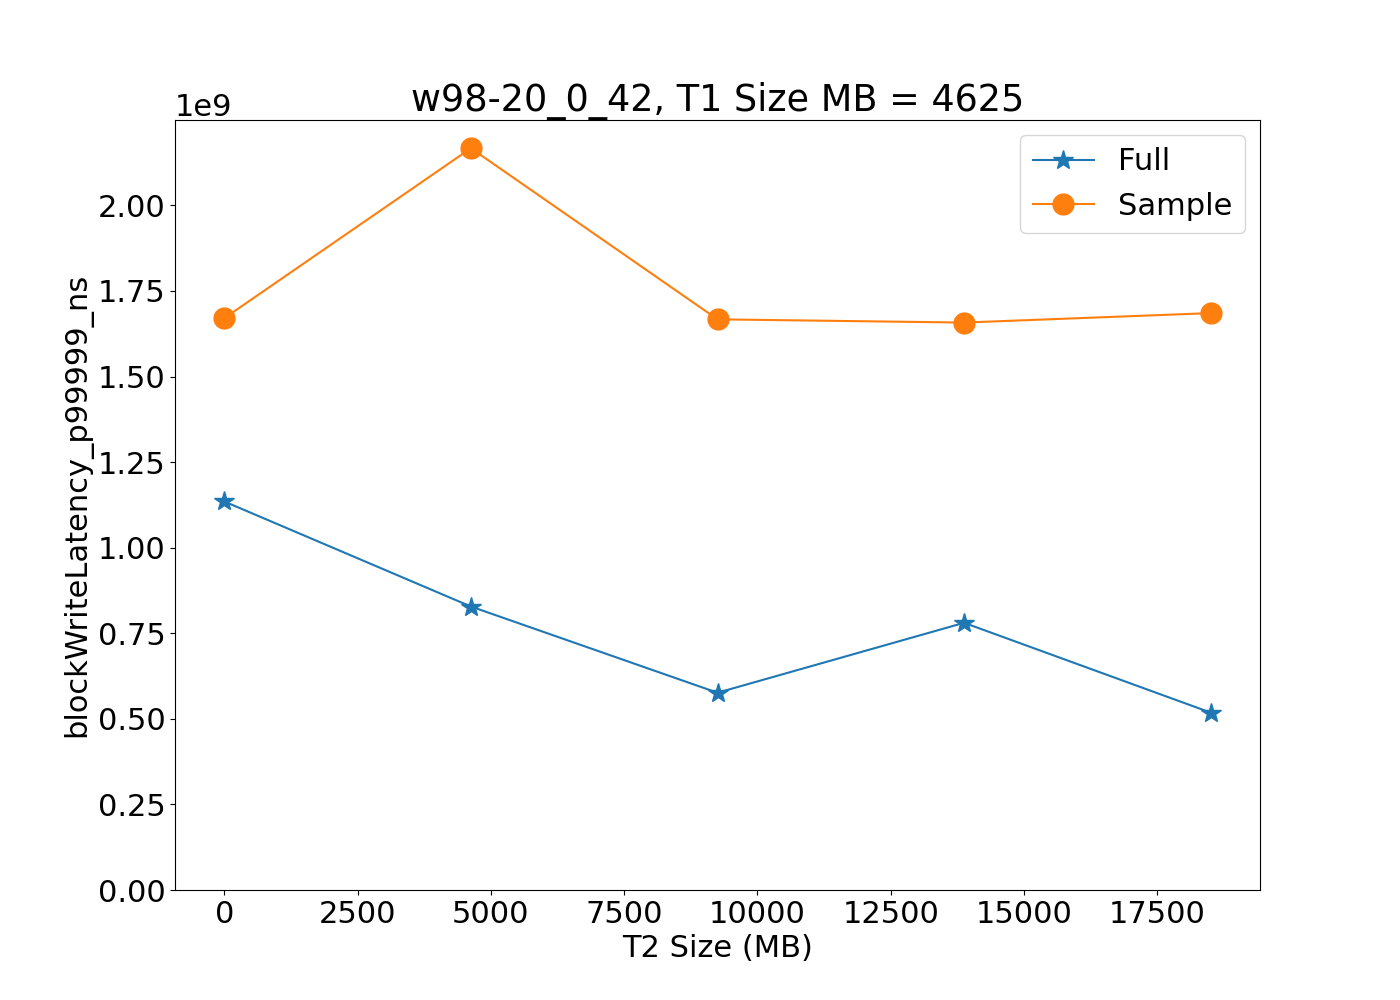 w98-20_0_42, T1 Size MB = 4625
1e9
Full
Sample
2.00
1.75
1.50
1.25
1.00
0.75
0.50
0.25
0.00
blockWriteLatency_p99999_ns
0 2500 5000 7500 10000 12500 15000 17500
T2 Size (MB)